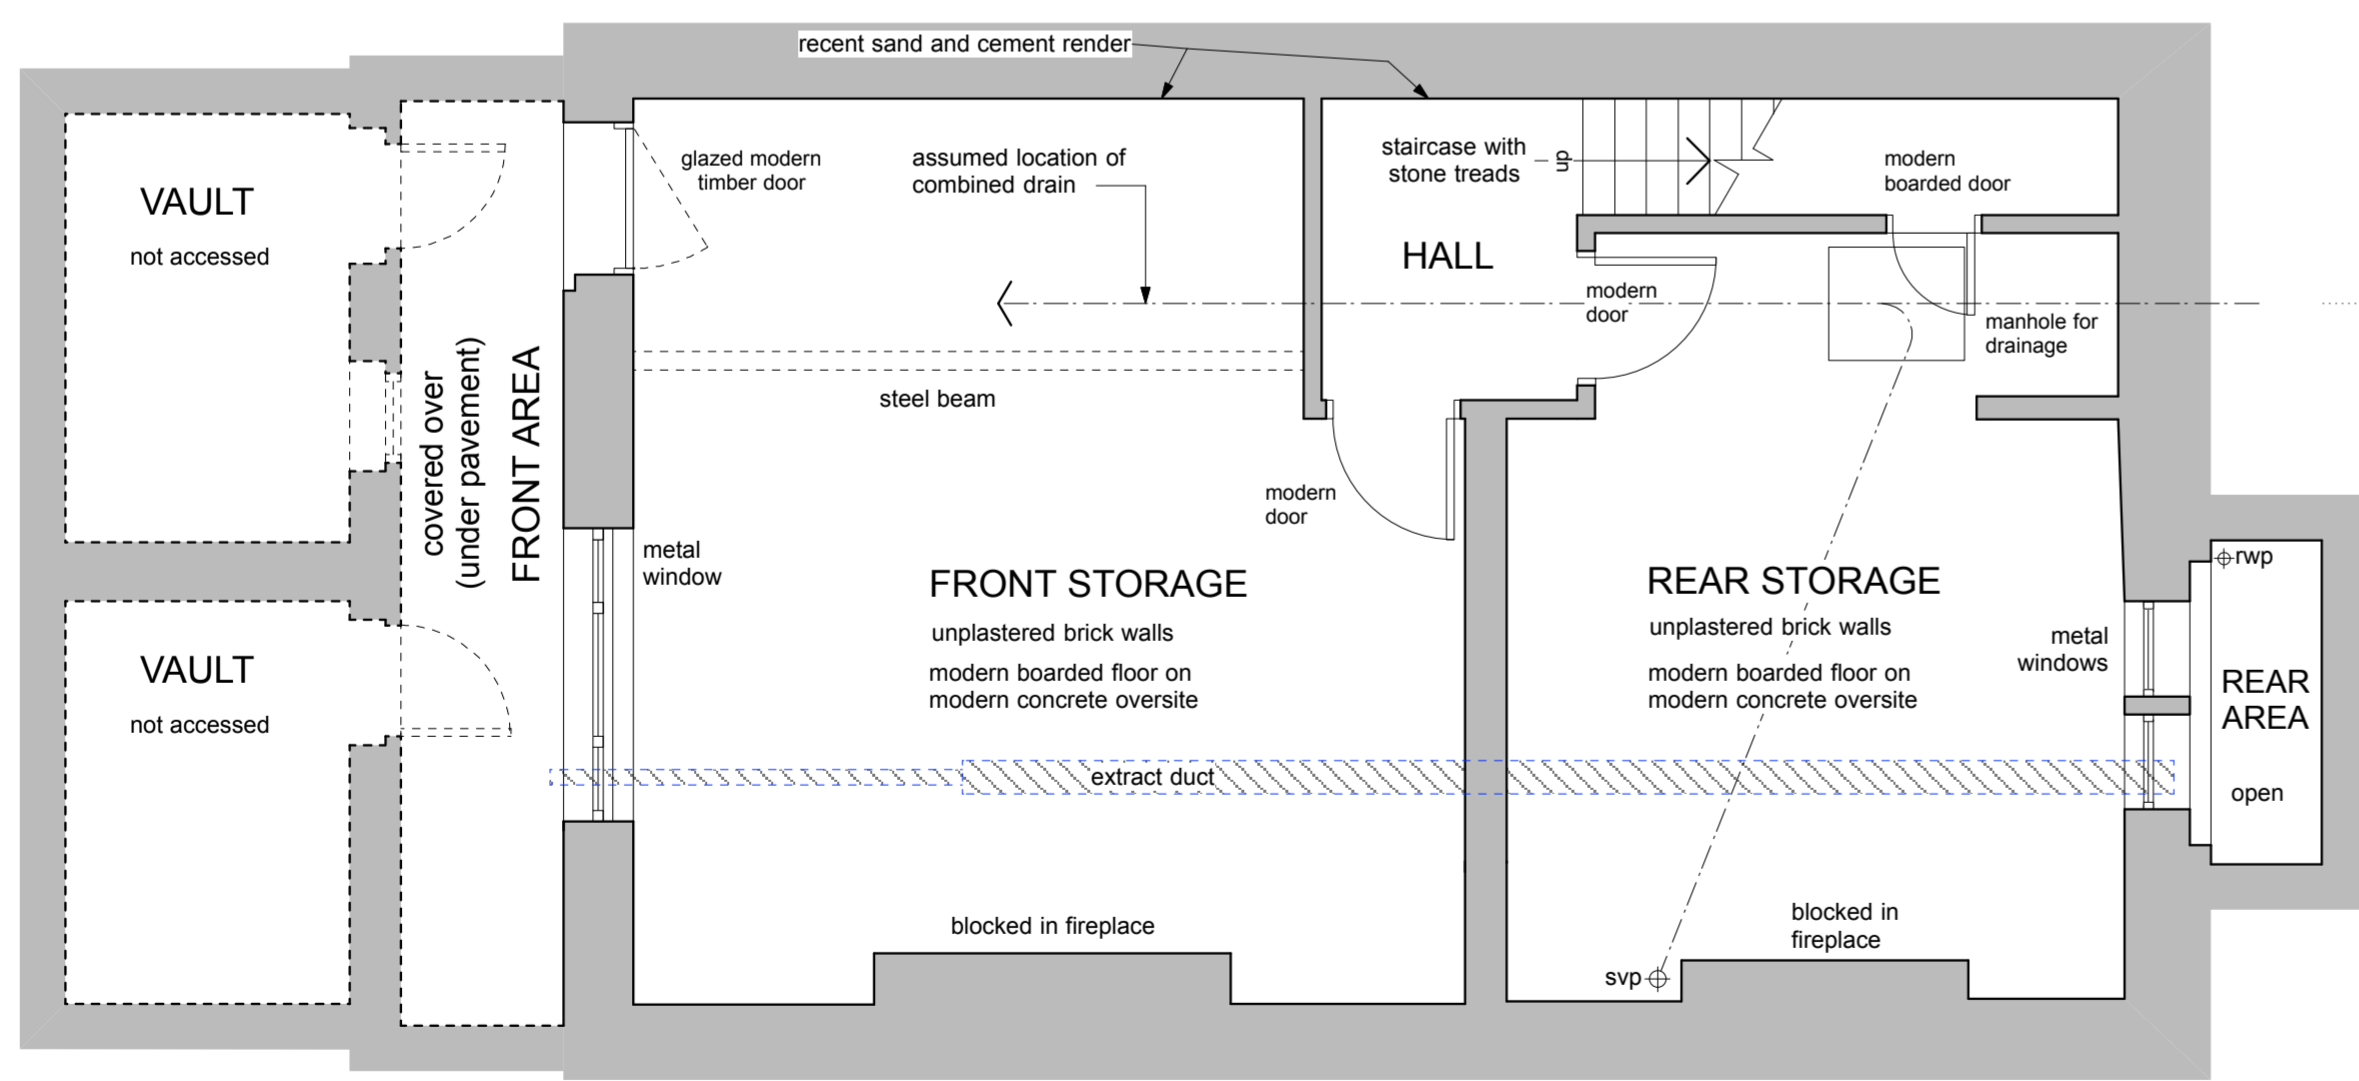 recent sand and cement render
VAULT
not accessed
glazed modern
timber door
assumed location of
combined drain
staircase with
stone treads
up
modern
boarded door
HALL
modern
door
manhole for
drainage
covered over
(under pavement)
FRONT AREA
steel beam
modern
door
metal
window
FRONT STORAGE
unplastered brick walls
modern boarded floor on
modern concrete oversite
REAR STORAGE
unplastered brick walls
modern boarded floor on
modern concrete oversite
rwp
metal
windows
REAR
AREA
open
VAULT
not accessed
extract duct
blocked in fireplace
blocked in
fireplace
svp